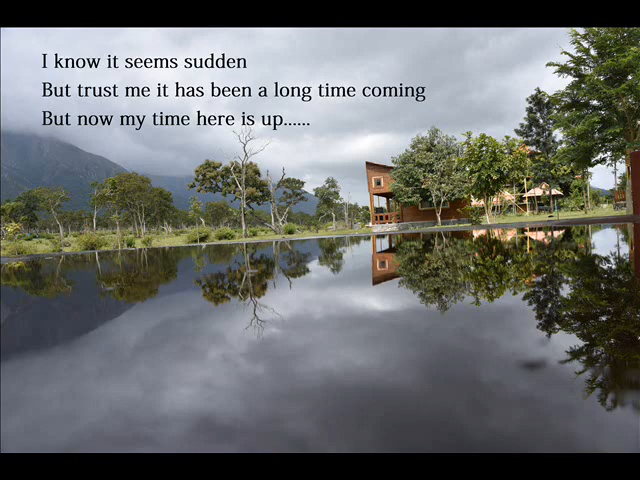 I know it seems sudden
But trust me it has been a long time coming
But now my time here is up......